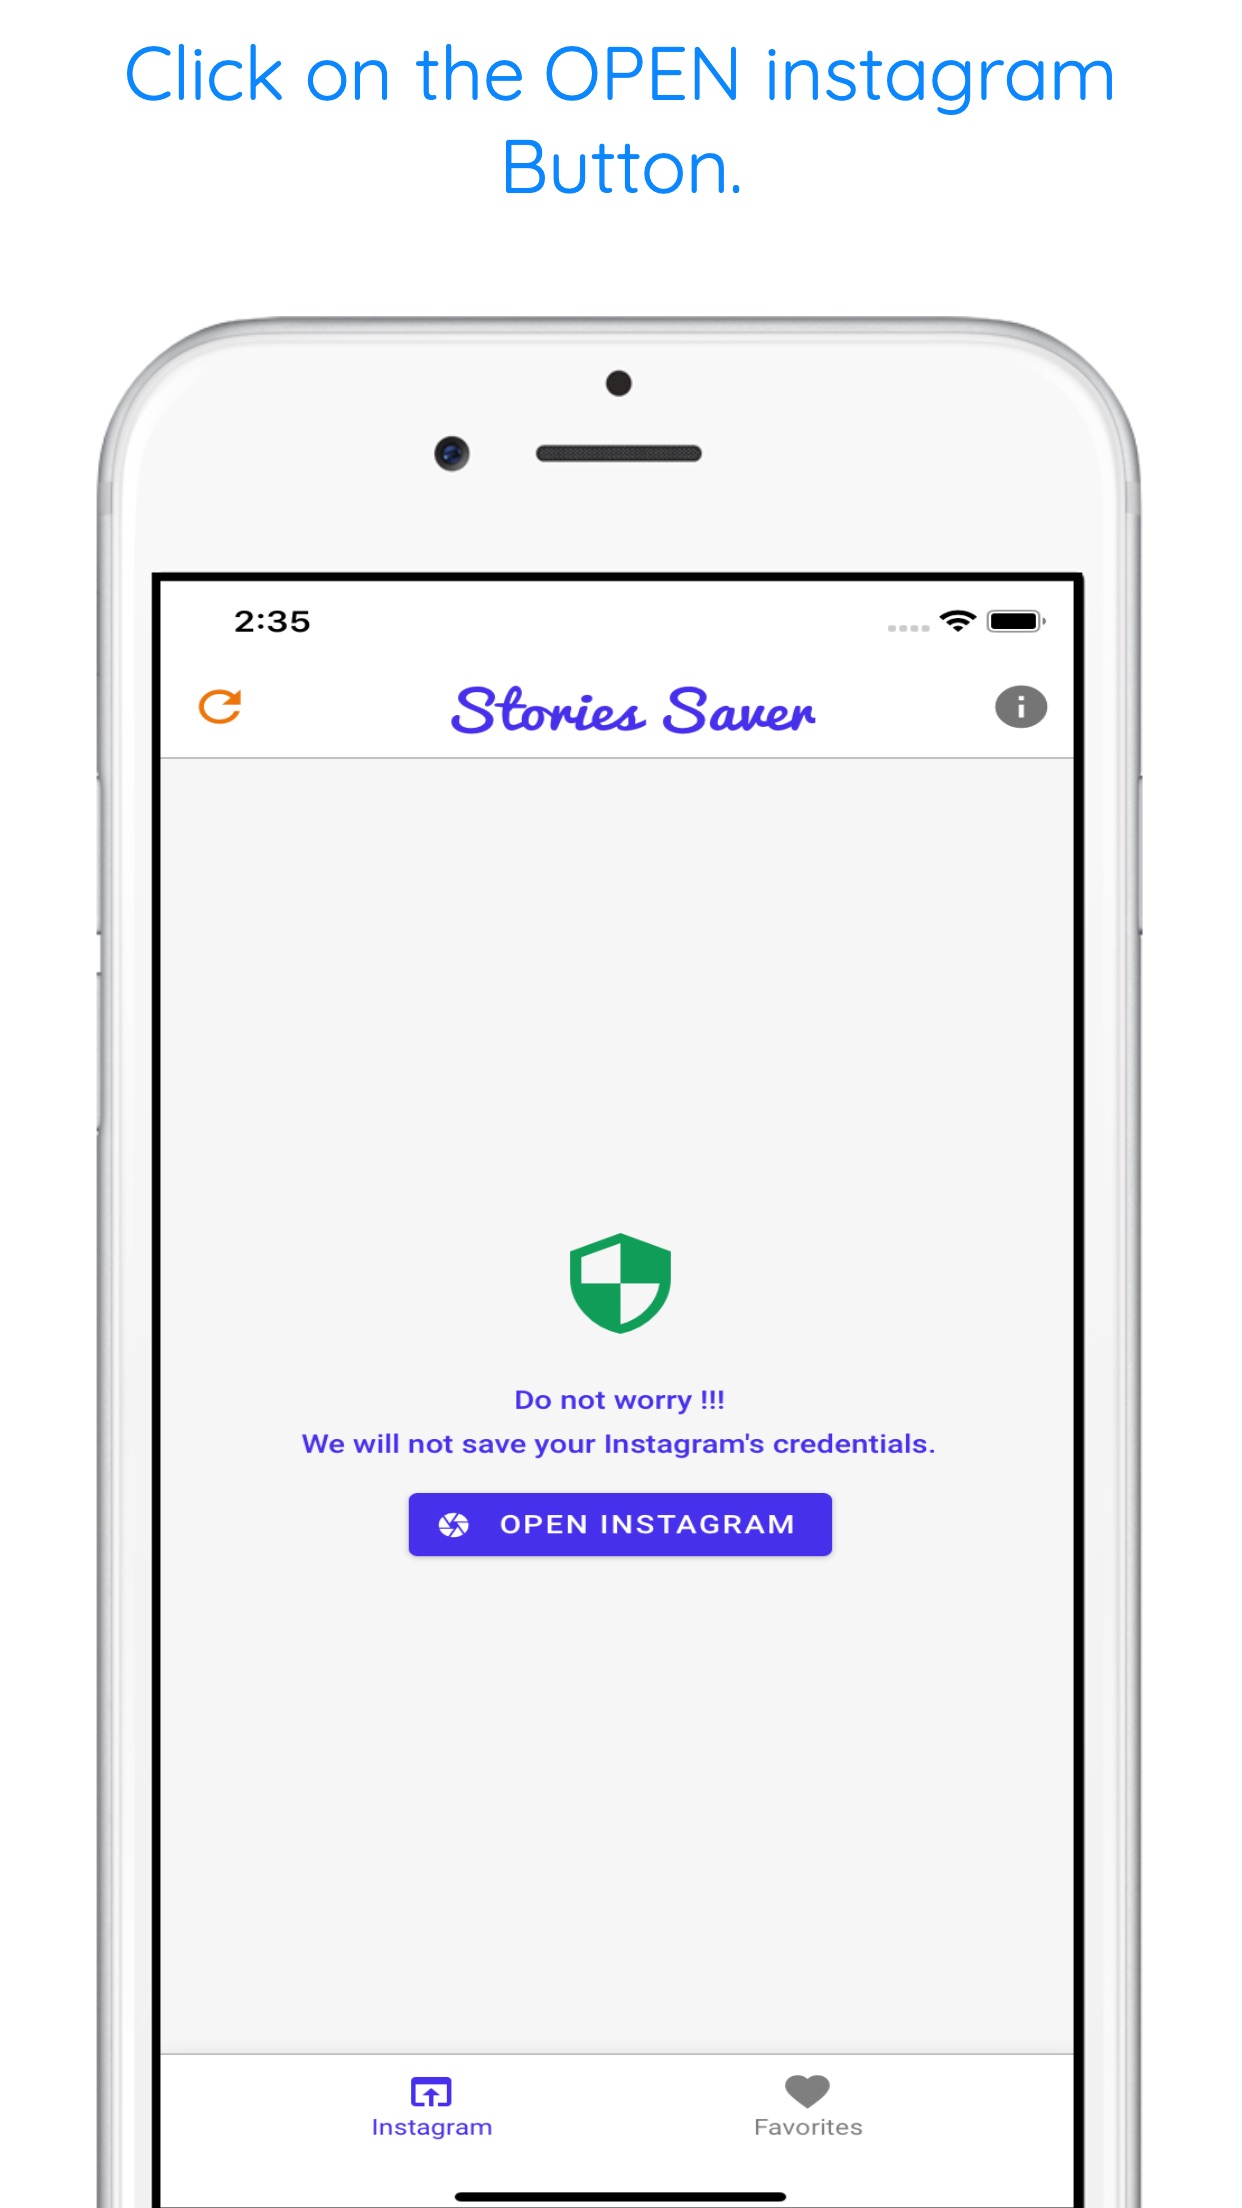 Click on the OPEN instagram
Button.
2:35
Stories Saver
Do not worry !!!
We will not save your Instagram's credentials.
OPEN INSTAGRAM
Instagram
Favorites